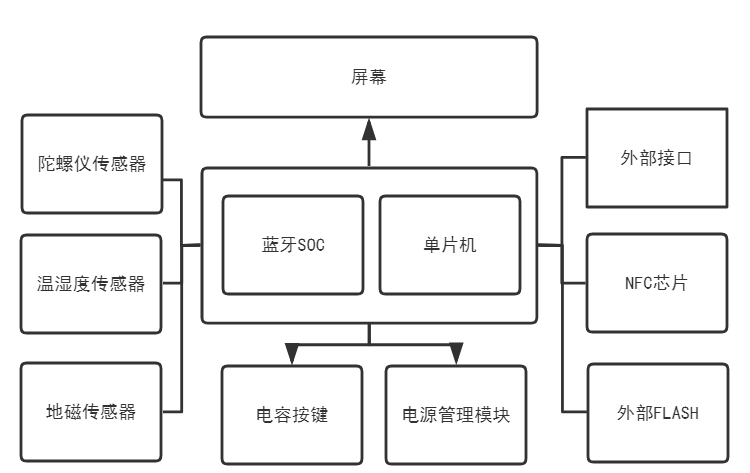 屏幕
陀螺仪传感器
外部接口
蓝牙SOC
单片机
温湿度传感器
NFC芯片
地磁传感器
电容按键
电源管理模块
外部FLASH